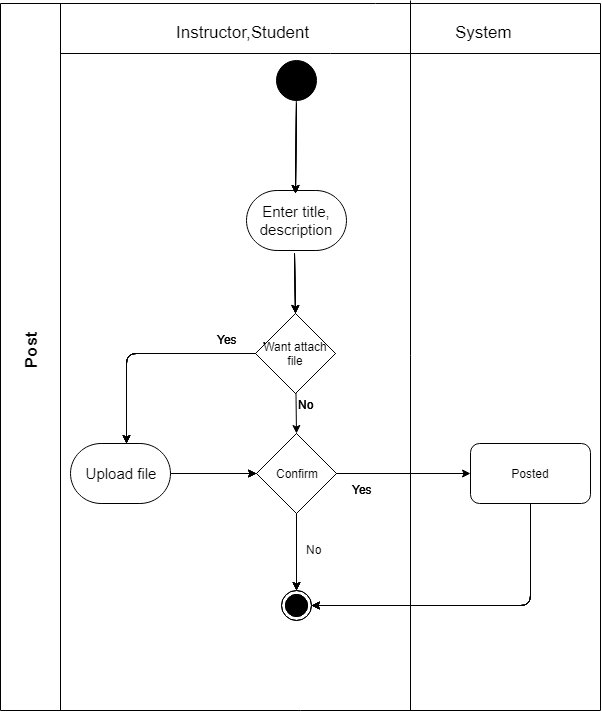 Instructor,Student
System
Post
Enter title,
description
Yes
Want attach
file
No
Upload file
Confirm
Yes
Posted
No